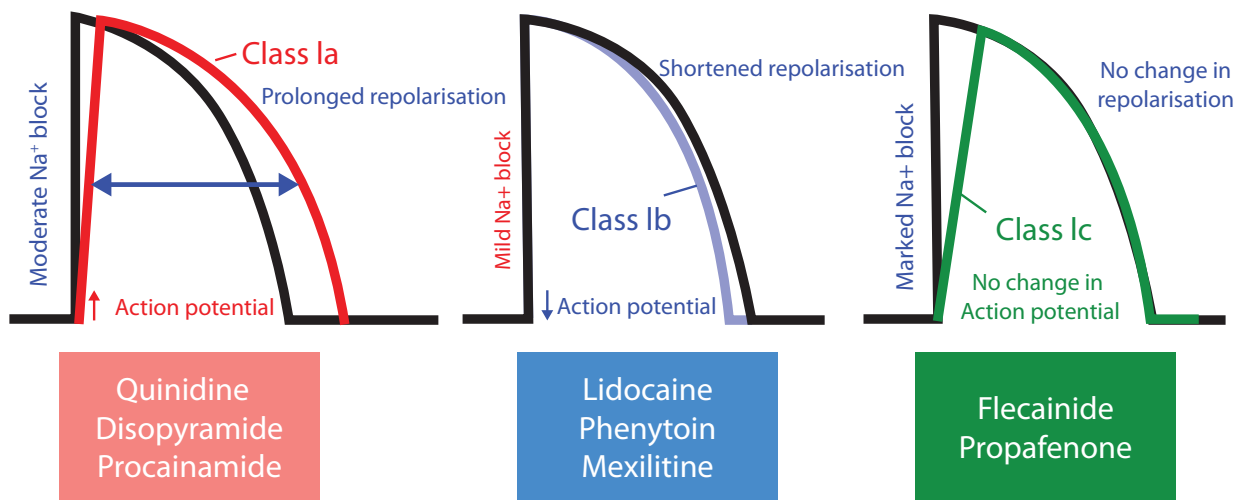 Class Ia
Prolonged repolarisation
Moderate Na⁺ block
↑ Action potential
Quinidine
Disopyramide
Procainamide
Shortened repolarisation
Mild Na+ block
Class Ib
↓ Action potential
Lidocaine
Phenytoin
Mexilitine
No change in
repolarisation
Marked Na+ block
Class Ic
No change in
Action potential
Flecainide
Propafenone